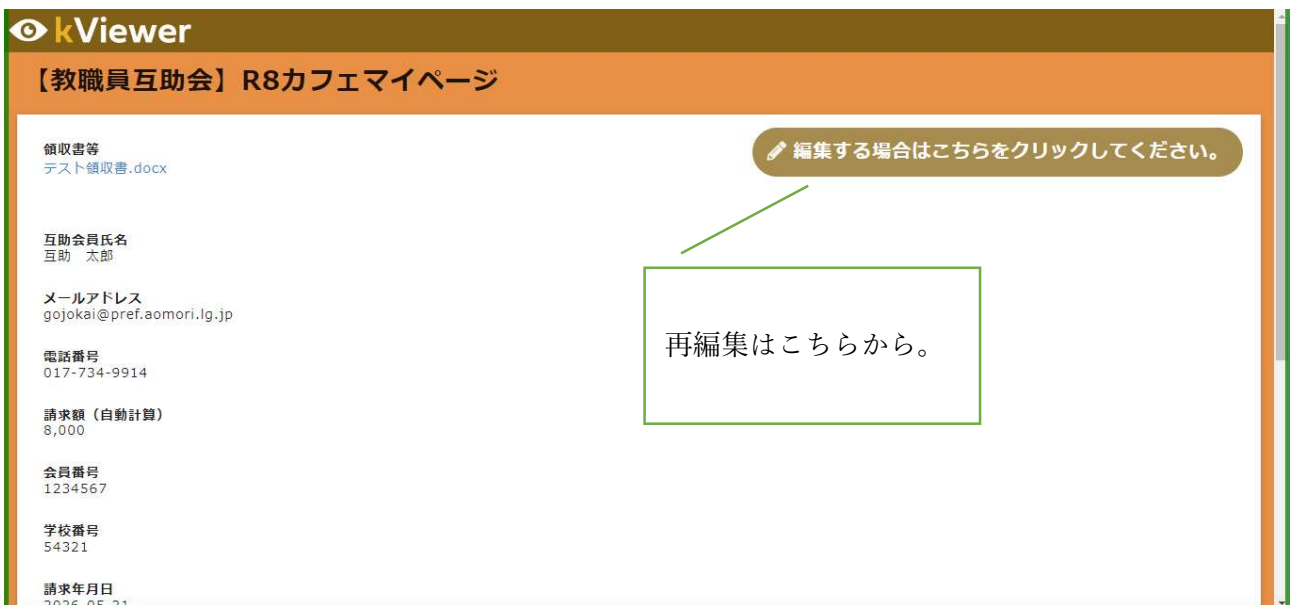 kViewer
【教職員互助会】R8カフェマイページ
領収書等
テスト領収書.docx
編集する場合はこちらをクリックしてください。
互助会員氏名
互助　太郎
メールアドレス
gojokai@pref.aomori.lg.jp
再編集はこちらから。
電話番号
017-734-9914
請求額（自動計算）
8,000
会員番号
1234567
学校番号
54321
請求年月日